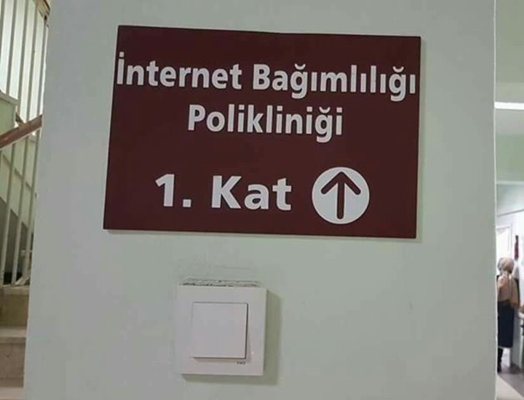 İnternet Bağımlılığı
Polikliniği
1. Kat